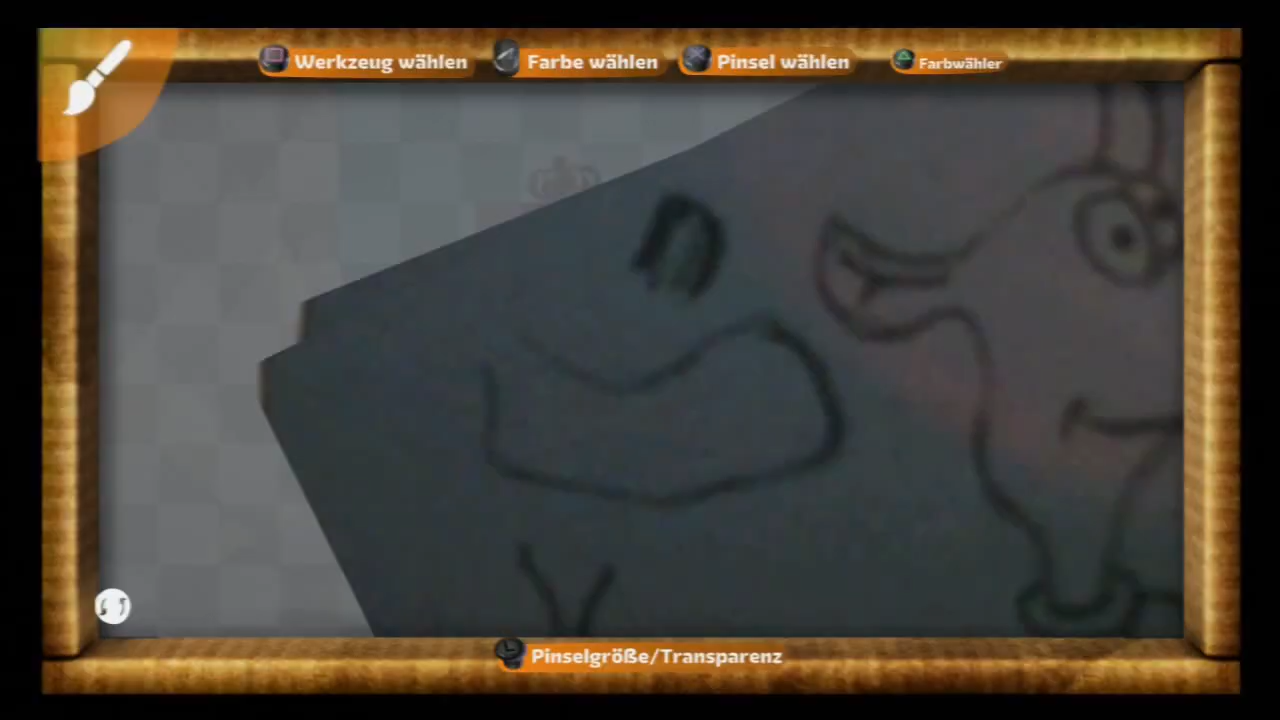 Werkzeug wählen
Farbe wählen
Pinsel wählen
Farbwähler
Pinselgröße/Transparenz